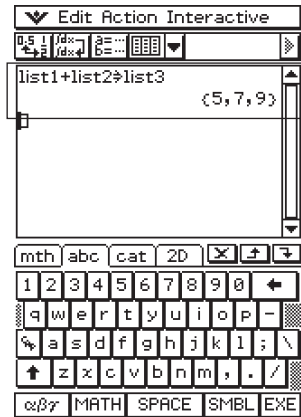 Edit Action Interactive
list1+list2⇒list3
{5,7,9}
mth abc cat 2D
1 2 3 4 5 6 7 8 9 0
q w e r t y u i o p -
a s d f g h j k l ; \
z x c v b n m , . /
αβγ MATH SPACE SMBL EXE